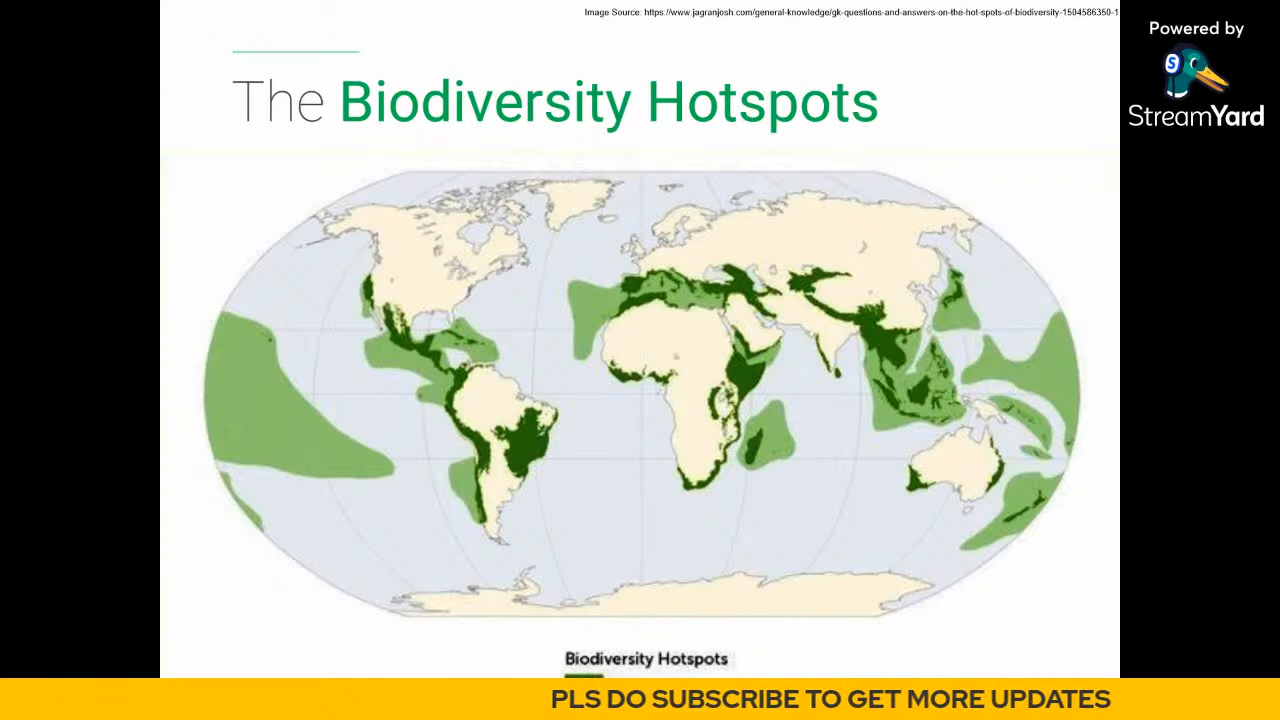 Image Source: https://www.jagranjosh.com/general-knowledge/gk-questions-and-answers-on-the-hot-spots-of-biodiversity-1504586350-1
Powered by
S
StreamYard
The Biodiversity Hotspots
Biodiversity Hotspots
PLS DO SUBSCRIBE TO GET MORE UPDATES